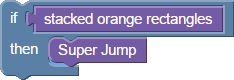 if stacked orange rectangles
then Super Jump